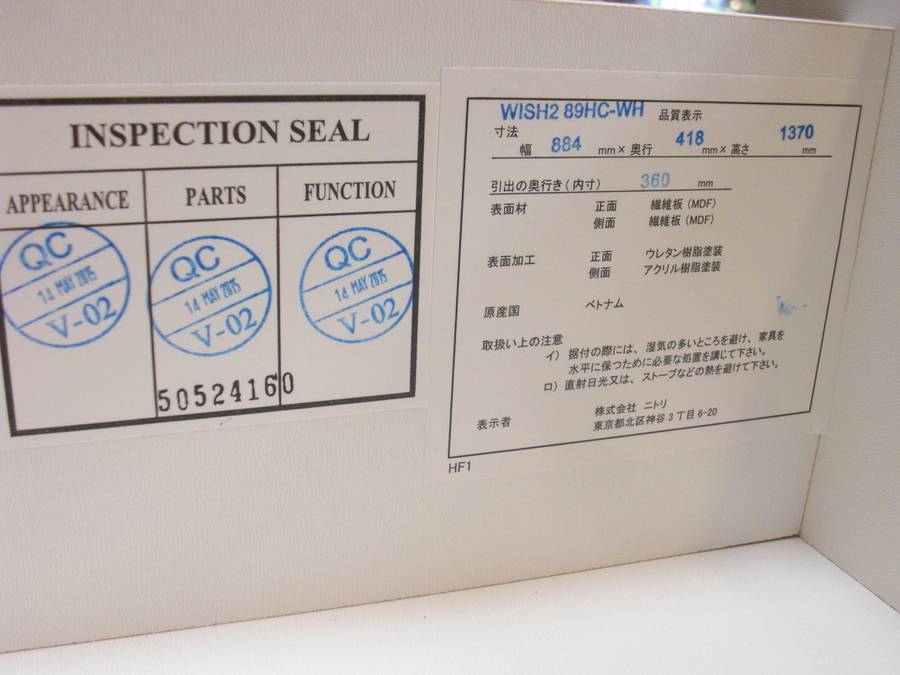 INSPECTION SEAL
APPEARANCE PARTS FUNCTION
QC QC QC
14 MAY 2015 14 MAY 2015 14 MAY 2015
V-02 V-02 V-02
50524160
WISH2 89HC-WH 品質表示
寸法
幅 884 mm× 奥行 418 mm× 高さ 1370 mm
引出の奥行き(内寸) 360 mm
表面材 正面 繊維板(MDF)
側面 繊維板(MDF)
表面加工 正面 ウレタン樹脂塗装
側面 アクリル樹脂塗装
原産国 ベトナム
取扱い上の注意
イ) 据付の際には、湿気の多いところを避け、家具を
水平に保つために必要な処置を講じて下さい。
ロ) 直射日光又は、ストーブなどの熱を避けて下さい。
表示者 株式会社 ニトリ
東京都北区神谷3丁目6-20
HF1